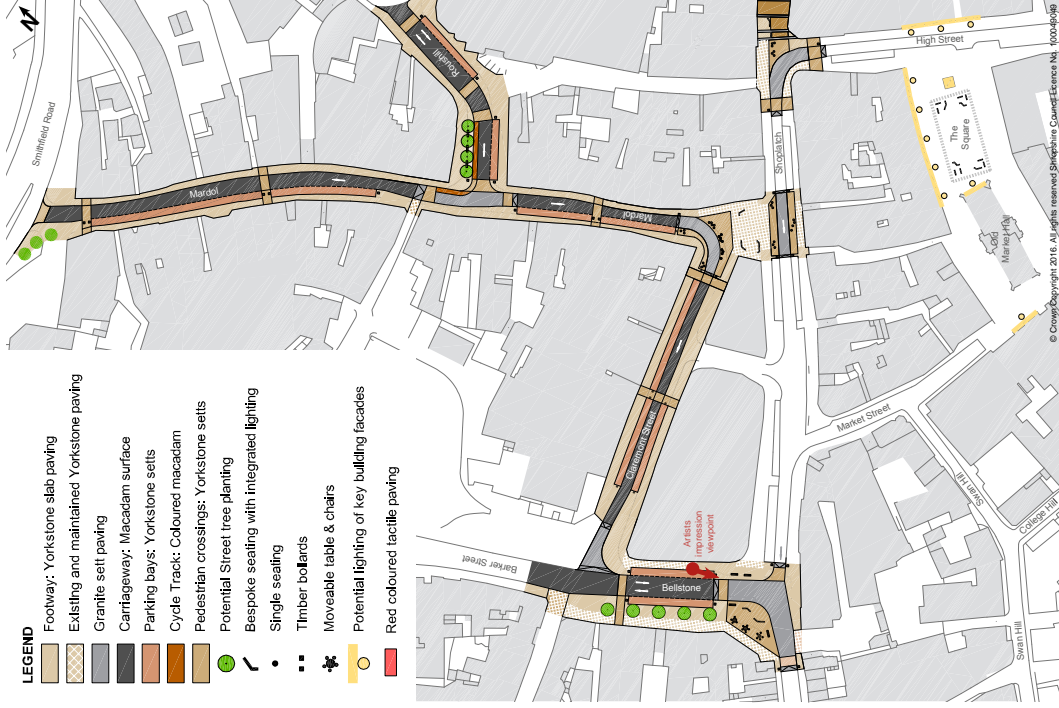 LEGEND
Footway: Yorkstone slab paving
Existing and maintained Yorkstone paving
Granite sett paving
Carriageway: Macadam surface
Parking bays: Yorkstone setts
Cycle Track: Coloured macadam
Pedestrian crossings: Yorkstone setts
Potential Street tree planting
Bespoke seating with integrated lighting
Single seating
Timber bollards
Moveable table & chairs
Potential lighting of key building facades
Red coloured tactile paving
N
Smithfield Road
Roushill
Mardol
Mardol
Shoplatch
High Street
The
Square
Old
Market Hall
Claremont Street
Market Street
Swan Hill
College Hill
Swan Hill
Barker Street
Bellstone
Artists
impression
viewpoint
© Crown Copyright 2016. All rights reserved Shropshire Council Licence No. 100049049